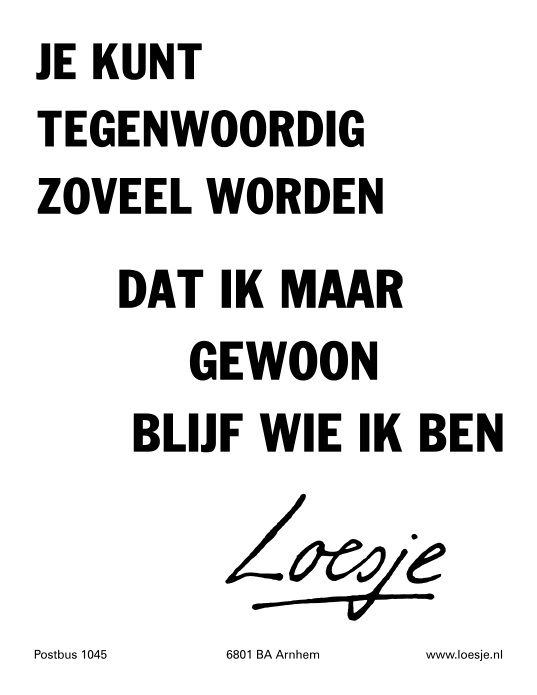 JE KUNT
TEGENWOORDIG
ZOVEEL WORDEN
DAT IK MAAR
GEWOON
BLIJF WIE IK BEN
Loesje
Postbus 1045 6801 BA Arnhem www.loesje.nl